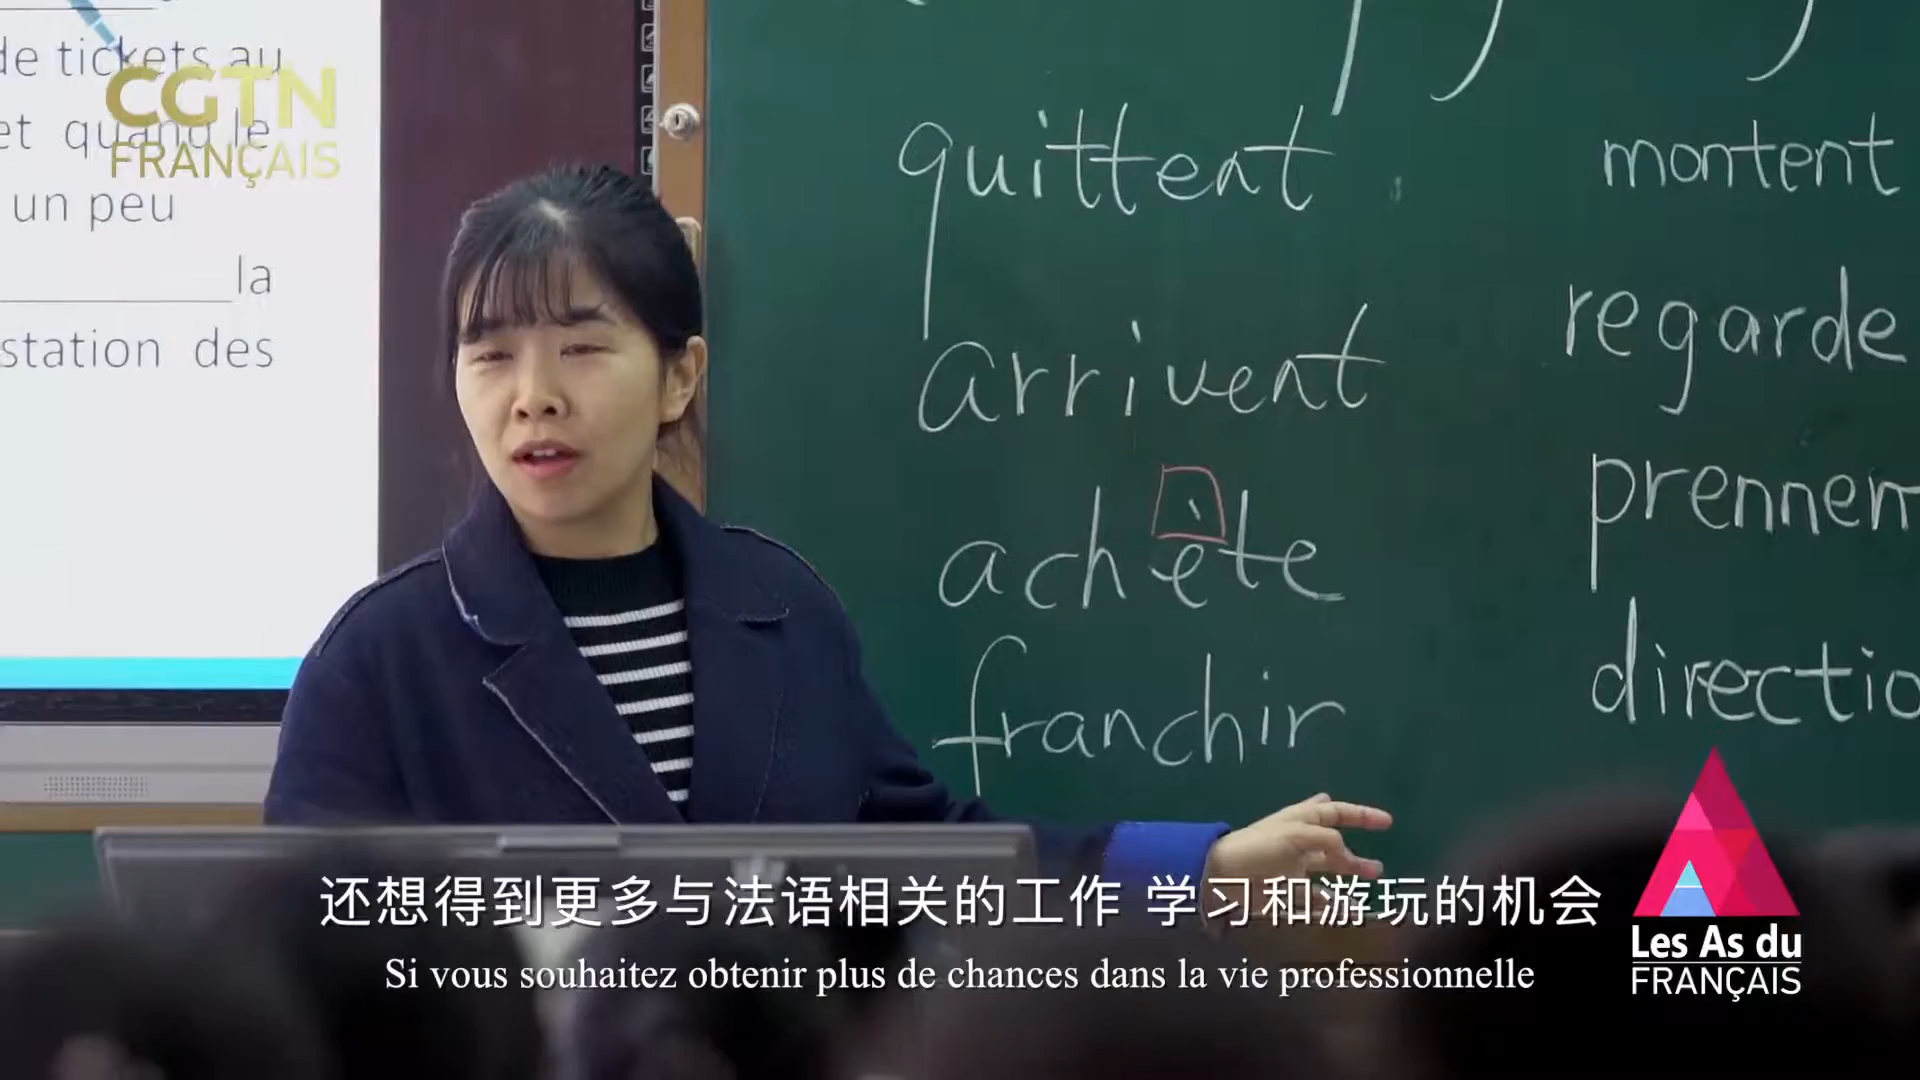 de tickets au
et quand le
un peu
la
station des
CGTN
FRANÇAIS
quittent
arrivent
achète
franchir
montent
regarde
prennen
directio
还想得到更多与法语相关的工作 学习和游玩的机会
Si vous souhaitez obtenir plus de chances dans la vie professionnelle
Les As du
FRANÇAIS